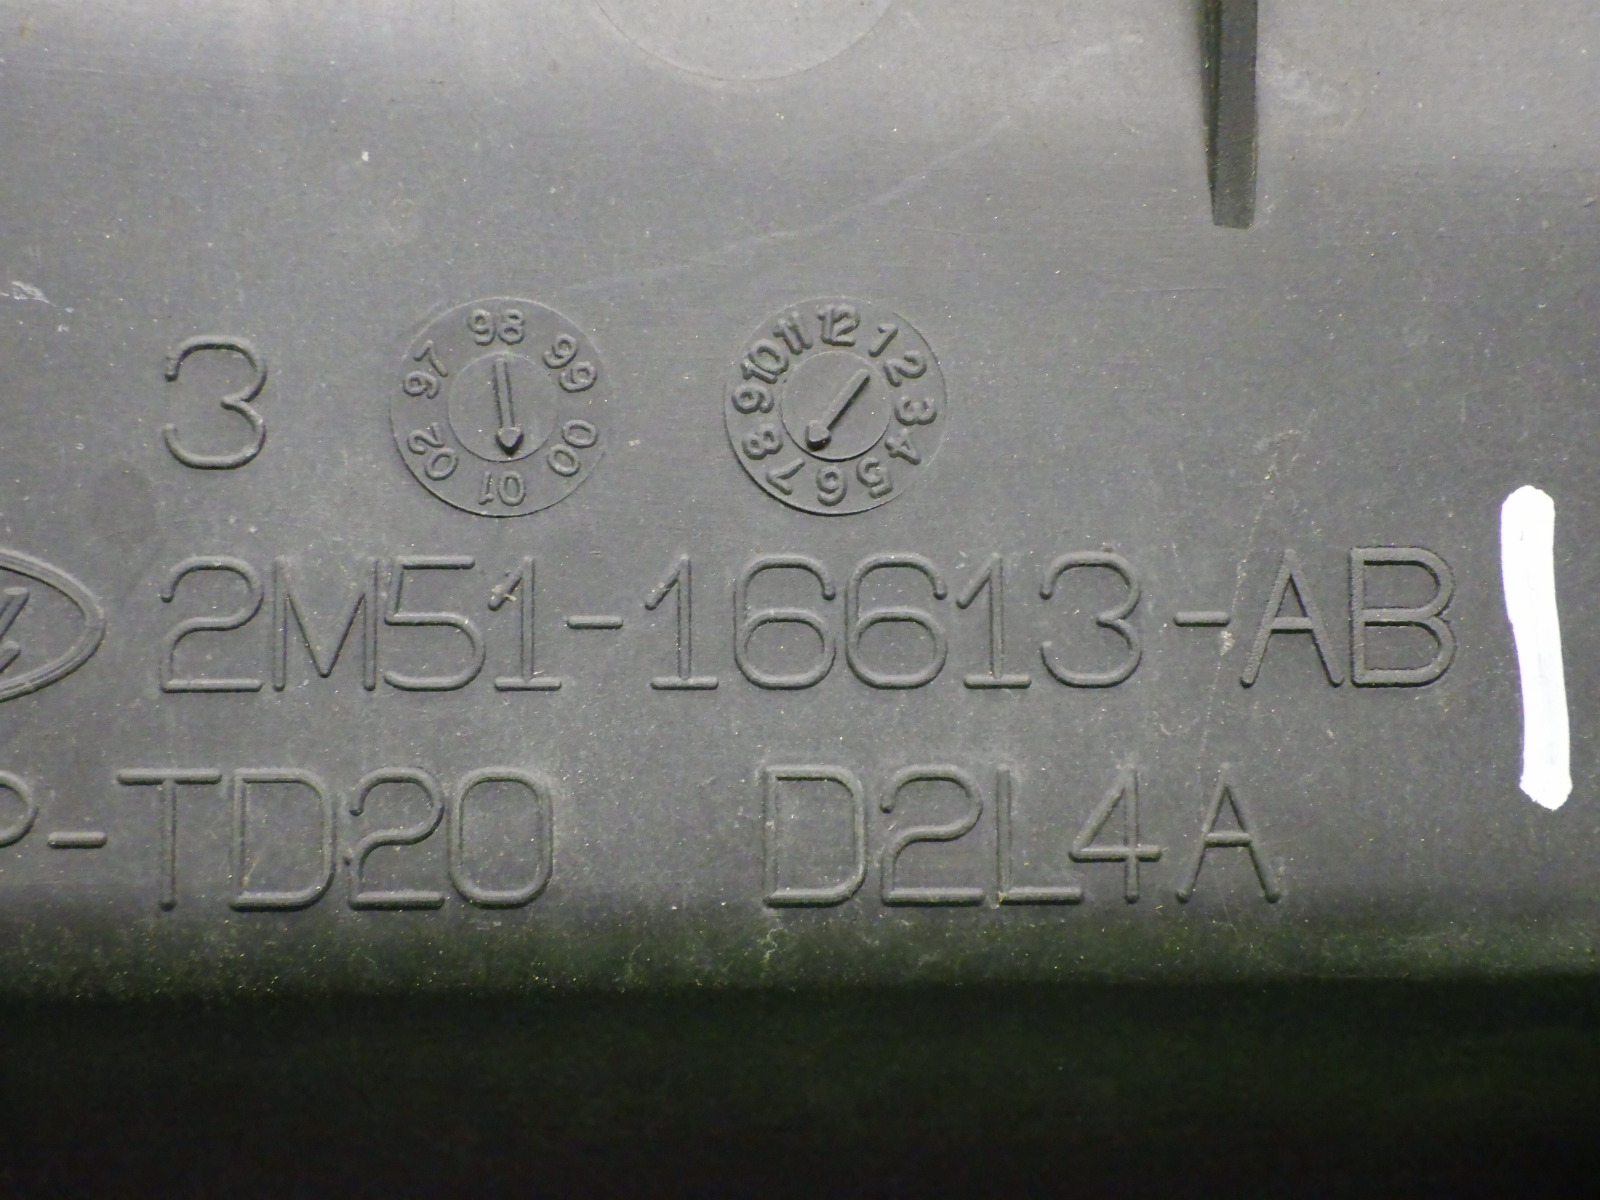 3
98 99 00 01 02 97
12 1 2 3 4 5 6 7 8 9 10 11
2M51-16613-AB
P-TD20 D2L4A